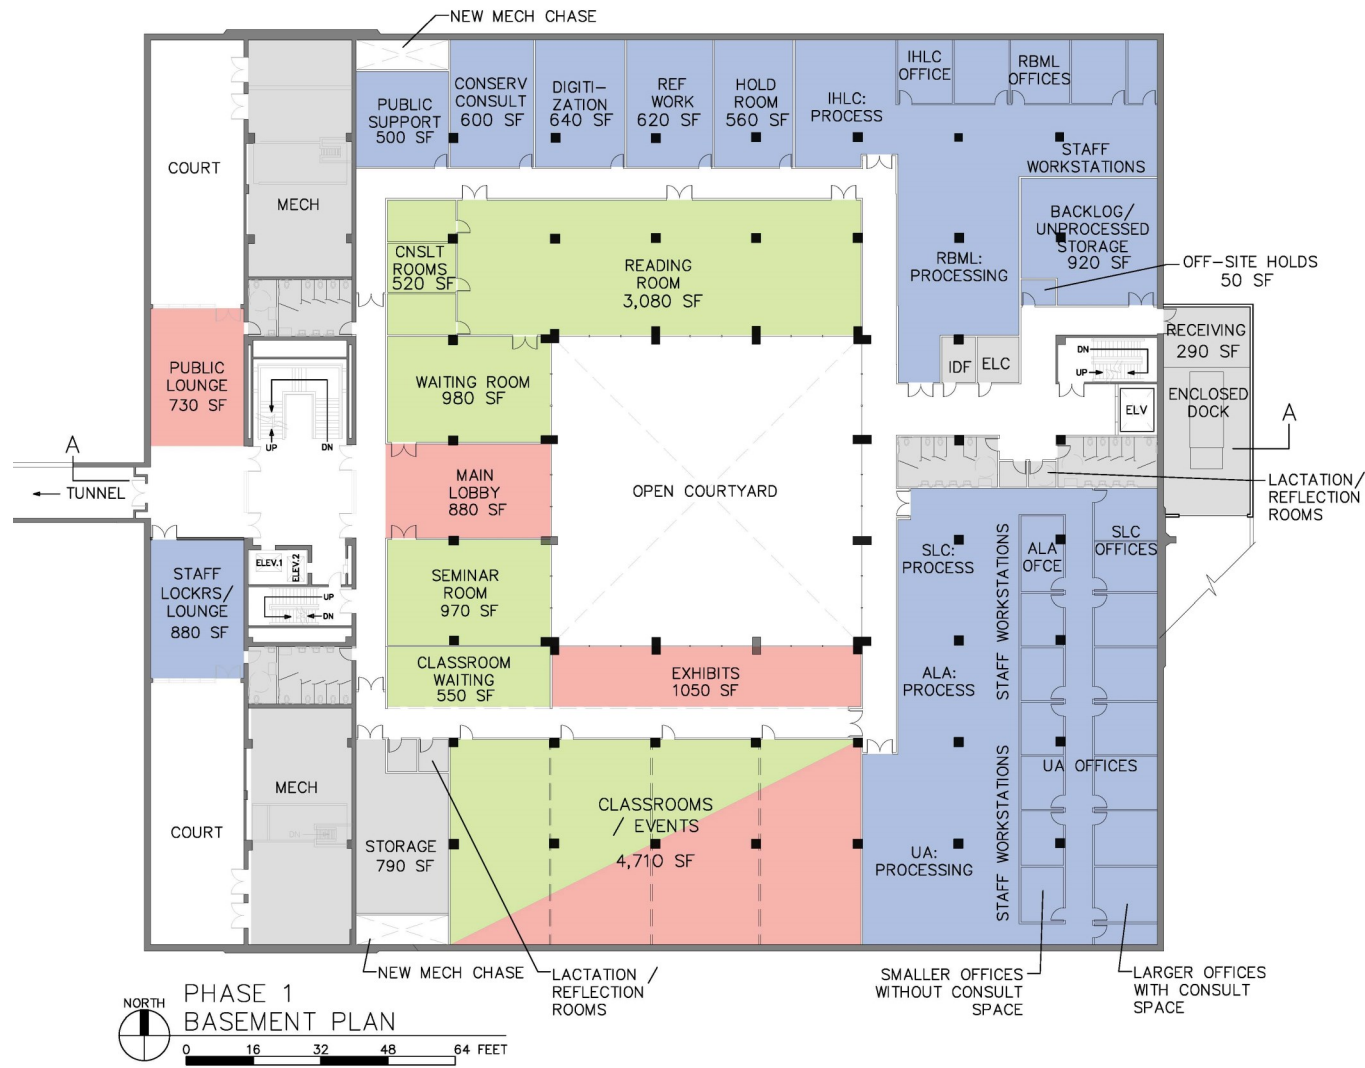 NEW MECH CHASE
COURT
MECH
PUBLIC
SUPPORT
500 SF
CONSERV
CONSULT
600 SF
DIGITI-
ZATION
640 SF
REF
WORK
620 SF
HOLD
ROOM
560 SF
IHLC:
PROCESS
IHLC
OFFICE
RBML
OFFICES
STAFF
WORKSTATIONS
BACKLOG/
UNPROCESSED
STORAGE
920 SF
OFF-SITE HOLDS
50 SF
CNSLT
ROOMS
520 SF
READING
ROOM
3,080 SF
RBML:
PROCESSING
PUBLIC
LOUNGE
730 SF
UP
DN
WAITING ROOM
980 SF
IDF
ELC
DN
UP
ELV
RECEIVING
290 SF
ENCLOSED
DOCK
A
A
TUNNEL
MAIN
LOBBY
880 SF
OPEN COURTYARD
LACTATION/
REFLECTION
ROOMS
STAFF
LOCKRS/
LOUNGE
880 SF
ELEV.1
ELEV.2
UP
DN
SEMINAR
ROOM
970 SF
SLC:
PROCESS
STAFF WORKSTATIONS
ALA
OFCE
SLC
OFFICES
CLASSROOM
WAITING
550 SF
EXHIBITS
1050 SF
ALA:
PROCESS
COURT
MECH
DN
STORAGE
790 SF
CLASSROOMS
/ EVENTS
4,710 SF
UA:
PROCESSING
STAFF WORKSTATIONS
UA OFFICES
NEW MECH CHASE
LACTATION /
REFLECTION
ROOMS
SMALLER OFFICES
WITHOUT CONSULT
SPACE
LARGER OFFICES
WITH CONSULT
SPACE
NORTH
PHASE 1
BASEMENT PLAN
0 16 32 48 64 FEET